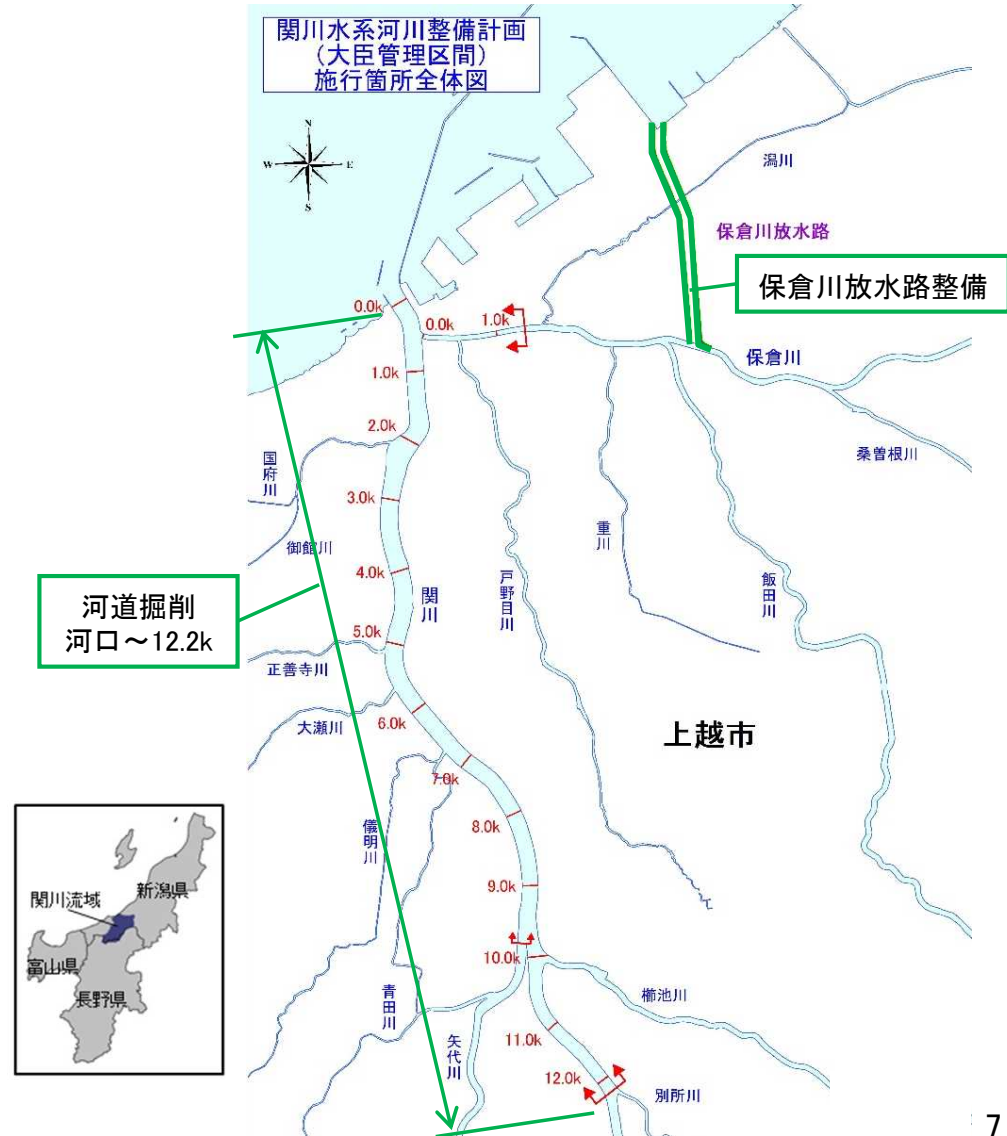 関川水系河川整備計画
(大臣管理区間)
施行箇所全体図
N
W
E
S
潟川
保倉川放水路
保倉川放水路整備
0.0k
0.0k
1.0k
保倉川
1.0k
2.0k
国府川
桑曽根川
3.0k
御館川
重川
4.0k
戸野目川
飯田川
関川
河道掘削
河口～12.2k
5.0k
正善寺川
大瀬川
6.0k
上越市
7.0k
8.0k
儀明川
新潟県
関川流域
9.0k
富山県
10.0k
長野県
青田川
櫛池川
11.0k
矢代川
12.0k
別所川
7